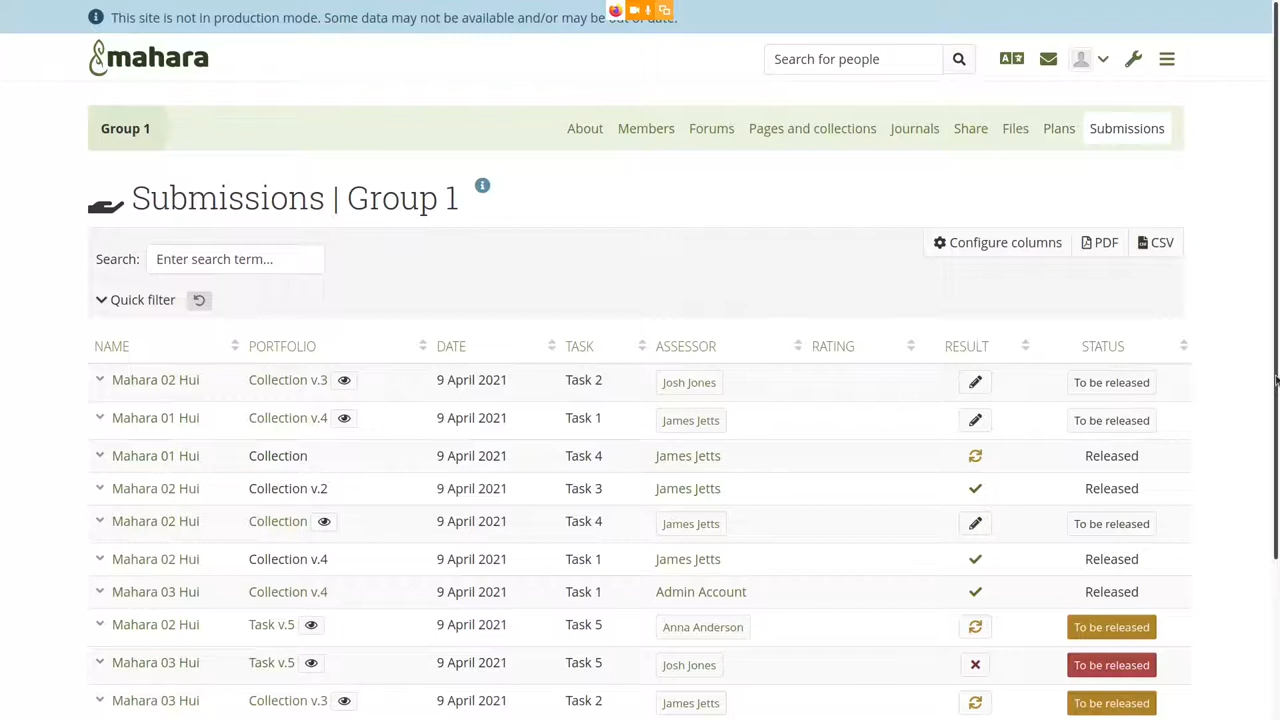 This site is not in production mode. Some data may not be available and/or may be out of date.
mahara
Search for people
Group 1 About Members Forums Pages and collections Journals Share Files Plans Submissions
Submissions | Group 1
Configure columns PDF CSV
Search: Enter search term...
Quick filter
NAME PORTFOLIO DATE TASK ASSESSOR RATING RESULT STATUS
Mahara 02 Hui Collection v.3 9 April 2021 Task 2 Josh Jones To be released
Mahara 01 Hui Collection v.4 9 April 2021 Task 1 James Jetts To be released
Mahara 01 Hui Collection 9 April 2021 Task 4 James Jetts Released
Mahara 02 Hui Collection v.2 9 April 2021 Task 3 James Jetts Released
Mahara 02 Hui Collection 9 April 2021 Task 4 James Jetts To be released
Mahara 02 Hui Collection v.4 9 April 2021 Task 1 James Jetts Released
Mahara 03 Hui Collection v.4 9 April 2021 Task 1 Admin Account Released
Mahara 02 Hui Task v.5 9 April 2021 Task 5 Anna Anderson To be released
Mahara 03 Hui Task v.5 9 April 2021 Task 5 Josh Jones To be released
Mahara 03 Hui Collection v.3 9 April 2021 Task 2 James Jetts To be released